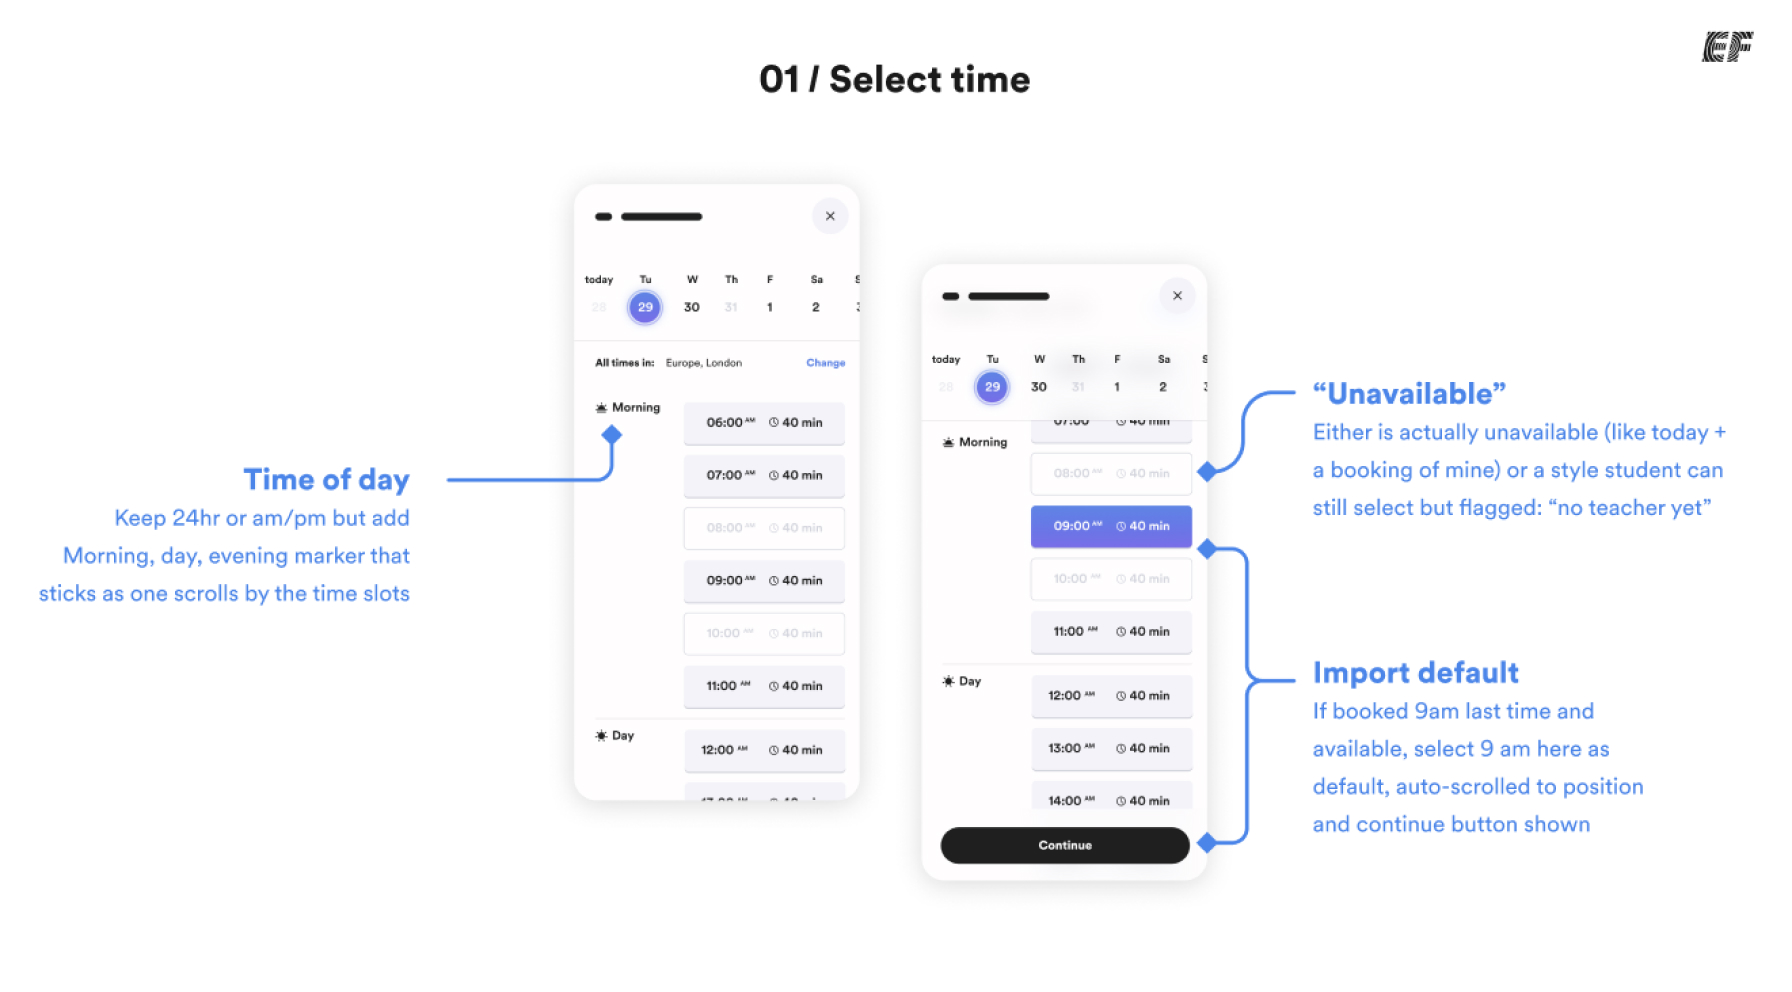 EF
01 / Select time
today Tu W Th F Sa S
28 29 30 31 1 2
All times in: Europe, London Change
Morning
06:00 AM 40 min
07:00 AM 40 min
08:00 AM 40 min
09:00 AM 40 min
10:00 AM 40 min
11:00 AM 40 min
Day
12:00 AM 40 min
Time of day
Keep 24hr or am/pm but add
Morning, day, evening marker that
sticks as one scrolls by the time slots
today Tu W Th F Sa S
28 29 30 31 1 2
07:00 40 min
Morning
08:00 AM 40 min
09:00 AM 40 min
10:00 AM 40 min
11:00 AM 40 min
Day
12:00 AM 40 min
13:00 AM 40 min
14:00 AM 40 min
Continue
“Unavailable”
Either is actually unavailable (like today +
a booking of mine) or a style student can
still select but flagged: “no teacher yet”
Import default
If booked 9am last time and
available, select 9 am here as
default, auto-scrolled to position
and continue button shown